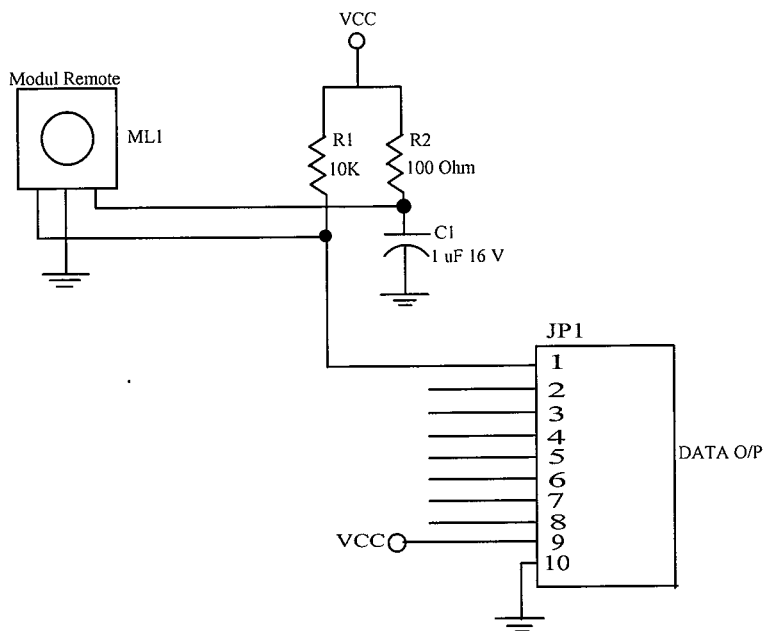 VCC
Modul Remote
ML1
R1
10K
R2
100 Ohm
C1
1 uF 16 V
JP1
1
2
3
4
5
6
7
8
9
10
DATA O/P
VCC